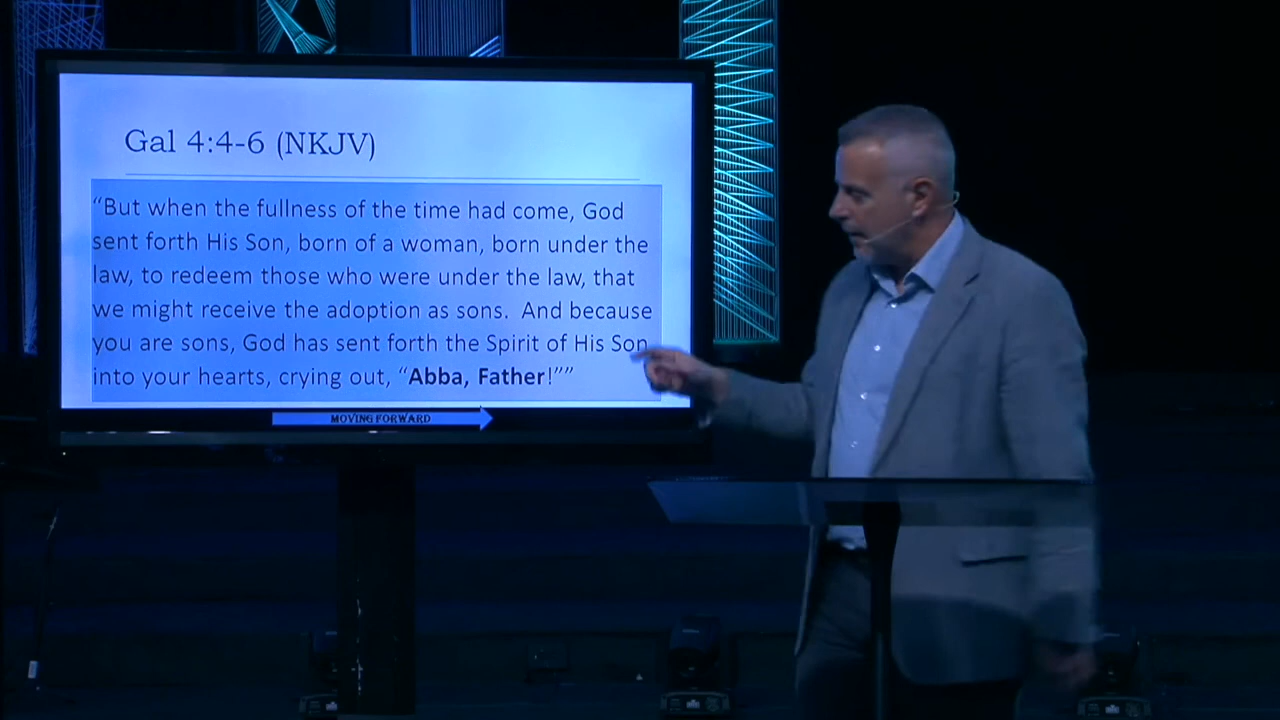 Gal 4:4-6 (NKJV)
“But when the fullness of the time had come, God
sent forth His Son, born of a woman, born under the
law, to redeem those who were under the law, that
we might receive the adoption as sons.  And because
you are sons, God has sent forth the Spirit of His Son
into your hearts, crying out, “Abba, Father!””
MOVING FORWARD